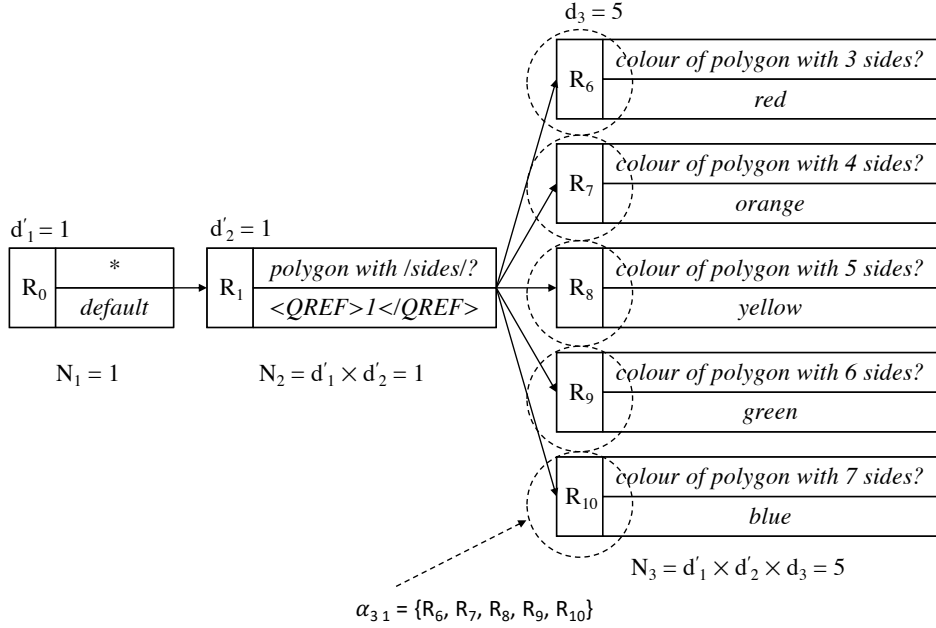 d₃ = 5
R₆
colour of polygon with 3 sides?
red
R₇
colour of polygon with 4 sides?
orange
d′₁ = 1
R₀
*
default
N₁ = 1
d′₂ = 1
R₁
polygon with /sides/?
<QREF>1</QREF>
N₂ = d′₁ × d′₂ = 1
R₈
colour of polygon with 5 sides?
yellow
R₉
colour of polygon with 6 sides?
green
R₁₀
colour of polygon with 7 sides?
blue
N₃ = d′₁ × d′₂ × d₃ = 5
α₃ ₁ = {R₆, R₇, R₈, R₉, R₁₀}